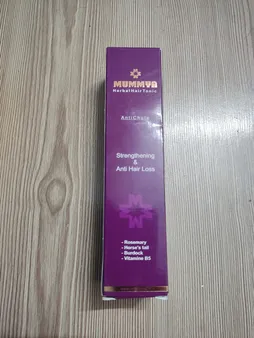 MUMMYA
Herbal Hair Tonic
Strengthening
&
Anti Hair Loss
- Rosemary
- Horse's tail
- Burdock
- Vitamine B5